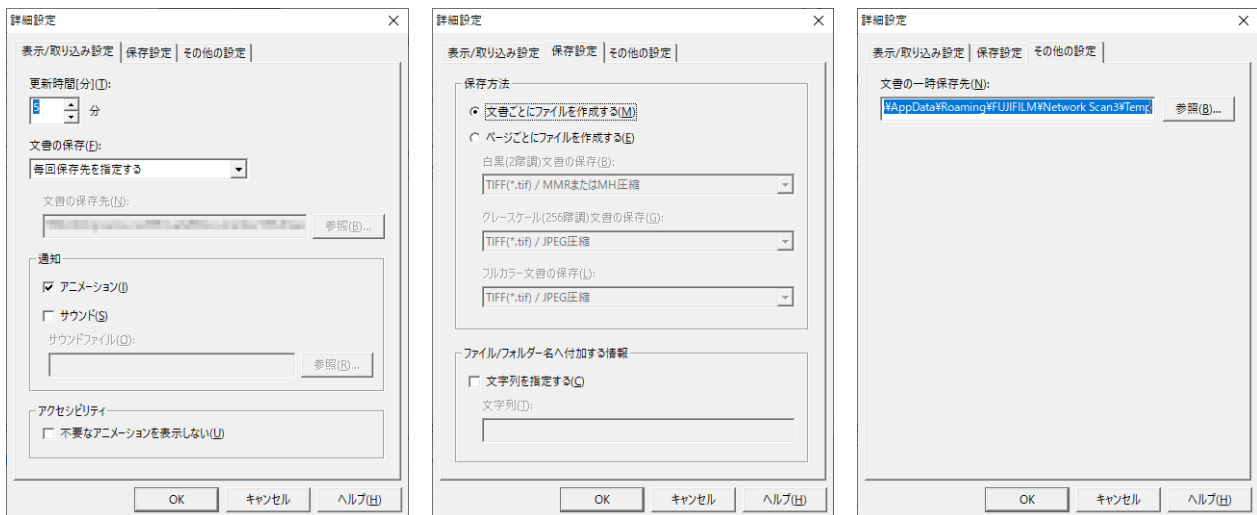 詳細設定
表示/取り込み設定 保存設定 その他の設定
更新時間[分](T):
5 分
文書の保存(F):
毎回保存先を指定する
文書の保存先(N):
参照(B)...
通知
アニメーション(I)
サウンド(S)
サウンドファイル(O):
参照(R)...
アクセシビリティ
不要なアニメーションを表示しない(U)
OK キャンセル ヘルプ(H)
詳細設定
表示/取り込み設定 保存設定 その他の設定
保存方法
文書ごとにファイルを作成する(M)
ページごとにファイルを作成する(E)
白黒(2階調)文書の保存(B):
TIFF(*.tif) / MMRまたはMH圧縮
グレースケール(256階調)文書の保存(G):
TIFF(*.tif) / JPEG圧縮
フルカラー文書の保存(L):
TIFF(*.tif) / JPEG圧縮
ファイル/フォルダー名へ付加する情報
文字列を指定する(C)
文字列(T):
OK キャンセル ヘルプ(H)
詳細設定
表示/取り込み設定 保存設定 その他の設定
文書の一時保存先(N):
¥AppData¥Roaming¥FUJIFILM¥Network Scan3¥Temp 参照(B)...
OK キャンセル ヘルプ(H)